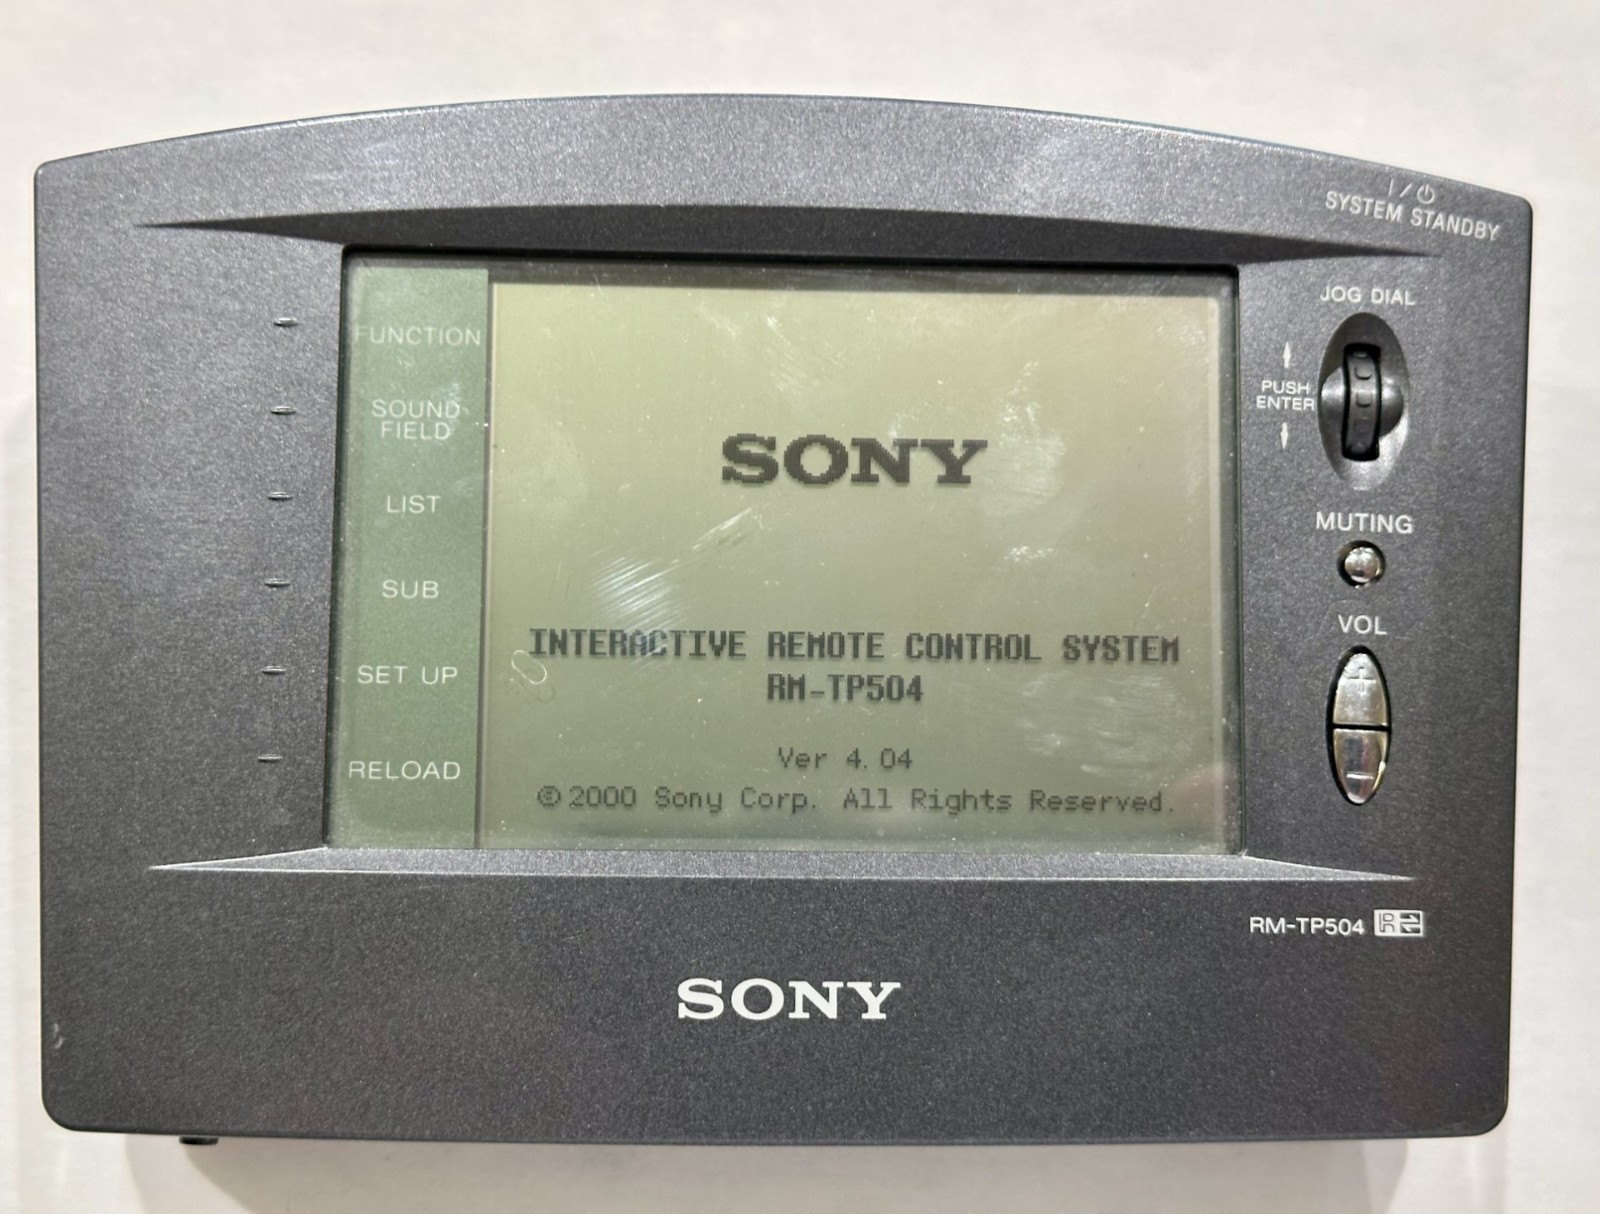 I / ⏻
SYSTEM STANDBY
JOG DIAL
PUSH
ENTER
MUTING
VOL
+
−
FUNCTION
SOUND
FIELD
LIST
SUB
SET UP
RELOAD
SONY
INTERACTIVE REMOTE CONTROL SYSTEM
RM-TP504
Ver 4.04
© 2000 Sony Corp. All Rights Reserved.
RM-TP504
SONY